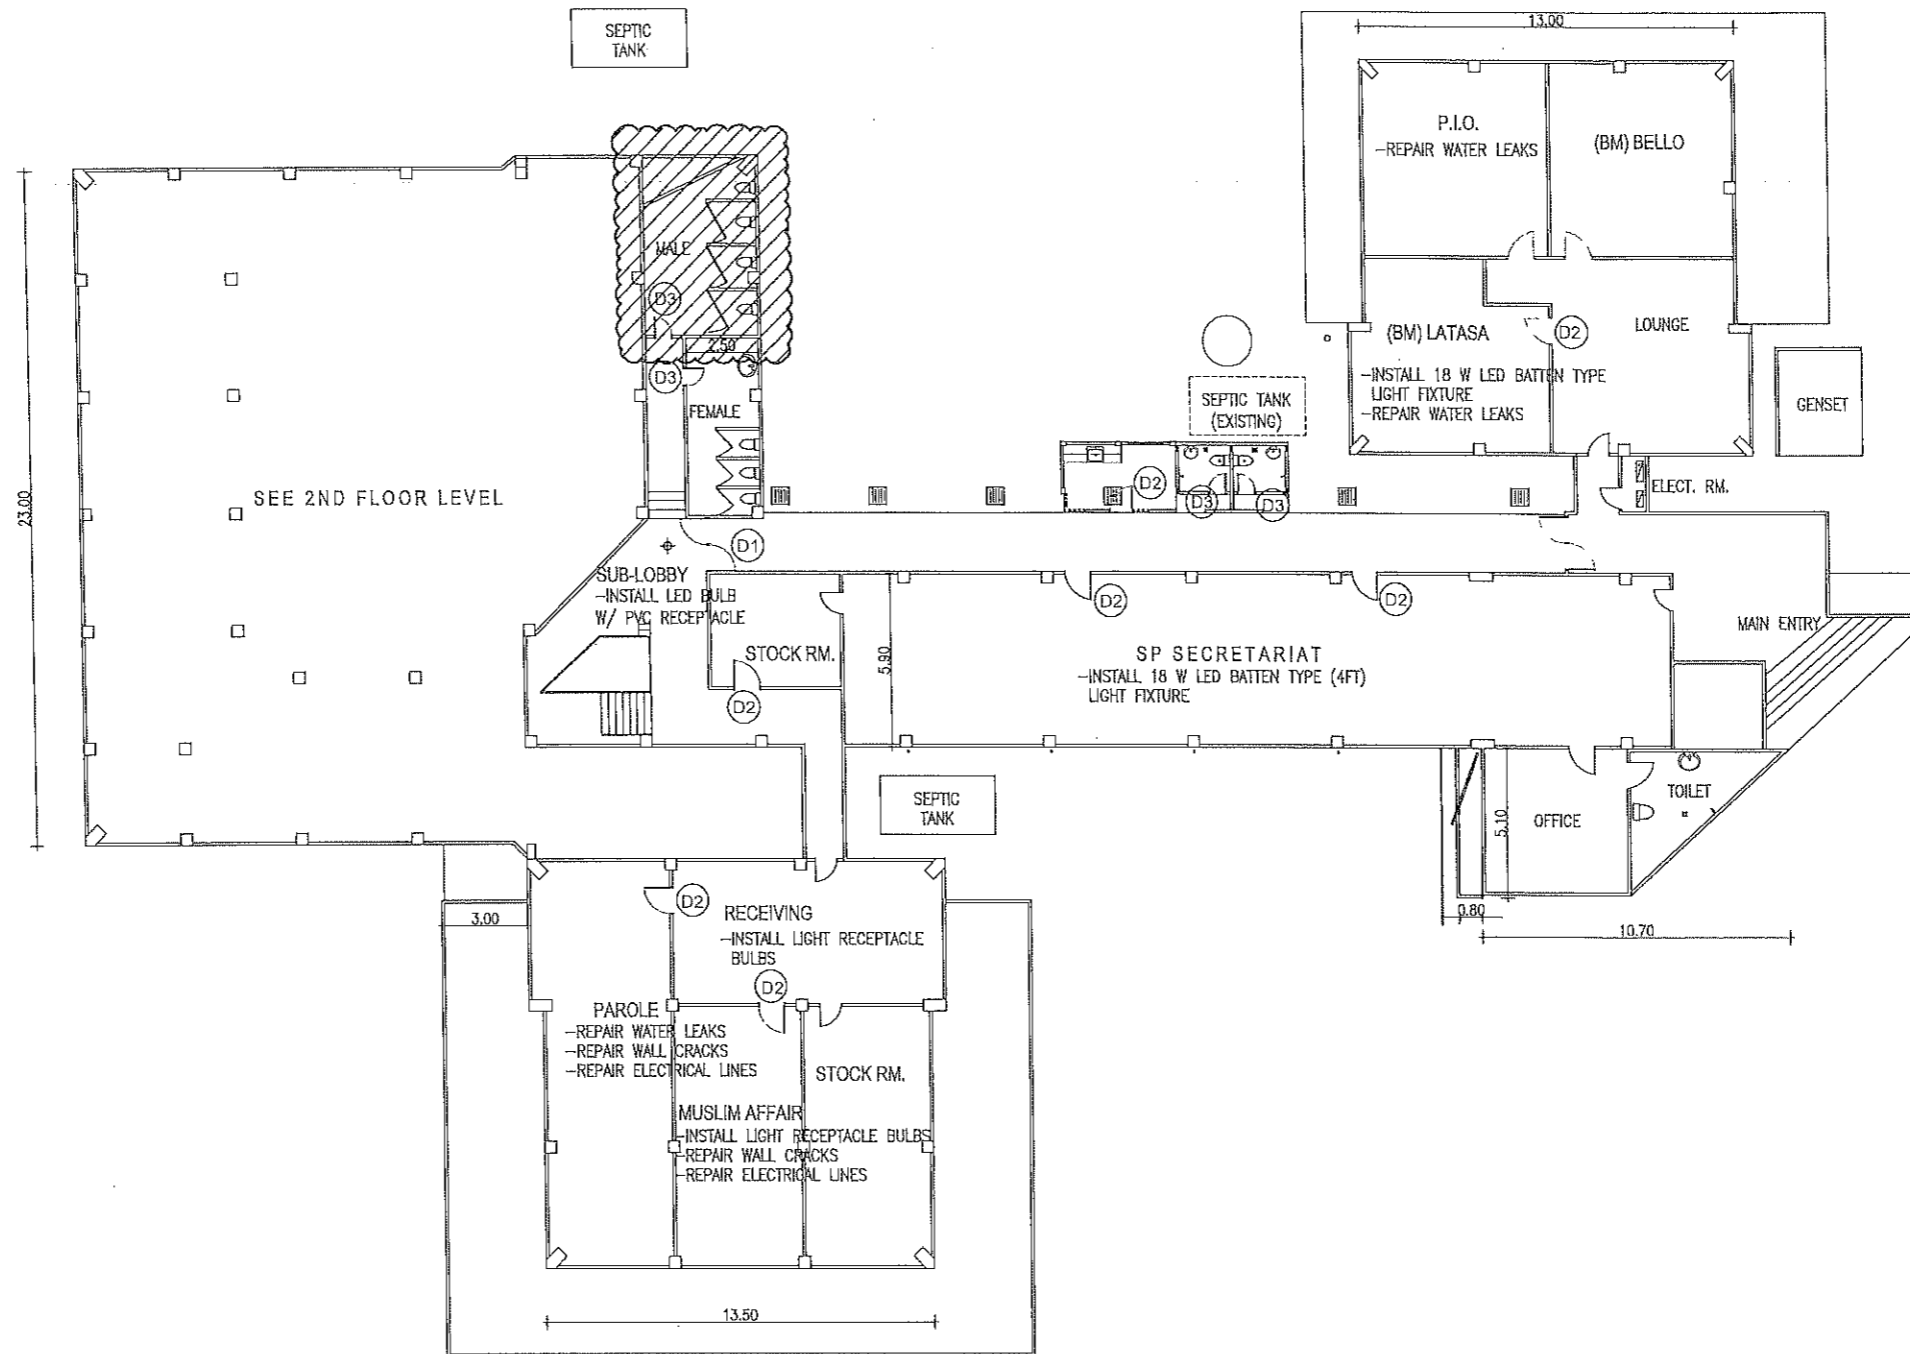 SEPTIC
TANK
13.00
P.I.O.
-REPAIR WATER LEAKS
(BM) BELLO
MALE
D3
2.50
D3
FEMALE
23.00
SEE 2ND FLOOR LEVEL
(BM) LATASA
D2
LOUNGE
-INSTALL 18 W LED BATTEN TYPE
LIGHT FIXTURE
-REPAIR WATER LEAKS
GENSET
SEPTIC TANK
(EXISTING)
D2
D3
D3
ELECT. RM.
D1
SUB-LOBBY
-INSTALL LED BULB
W/ PVC RECEPTACLE
STOCK RM.
D2
5.90
D2
D2
SP SECRETARIAT
-INSTALL 18 W LED BATTEN TYPE (4FT)
LIGHT FIXTURE
MAIN ENTRY
SEPTIC
TANK
5.10
OFFICE
TOILET
0.80
10.70
3.00
D2
RECEIVING
-INSTALL LIGHT RECEPTACLE
BULBS
D2
PAROLE
-REPAIR WATER LEAKS
-REPAIR WALL CRACKS
-REPAIR ELECTRICAL LINES
STOCK RM.
MUSLIM AFFAIR
-INSTALL LIGHT RECEPTACLE BULBS
-REPAIR WALL CRACKS
-REPAIR ELECTRICAL LINES
13.50